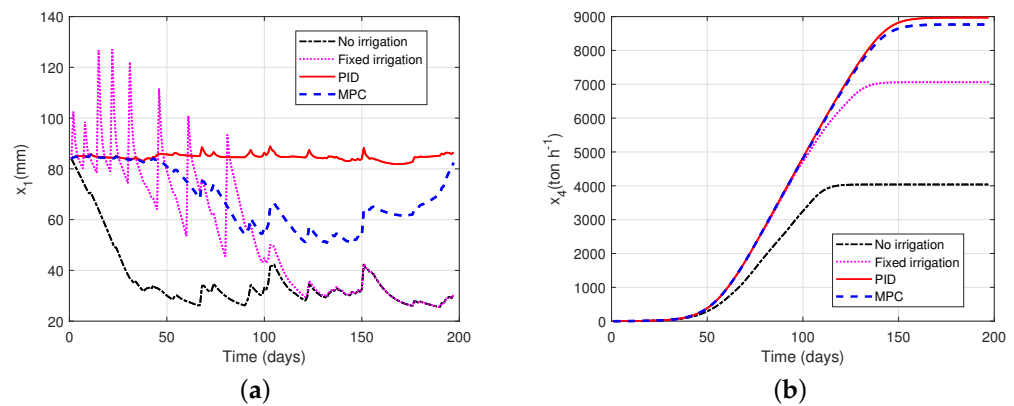 140
120
100
80
60
40
20
0
50
100
150
200
x1(mm)
Time (days)
No irrigation
Fixed irrigation
PID
MPC
(a)
9000
8000
7000
6000
5000
4000
3000
2000
1000
0
0
50
100
150
200
x4(ton h-1)
Time (days)
No irrigation
Fixed irrigation
PID
MPC
(b)